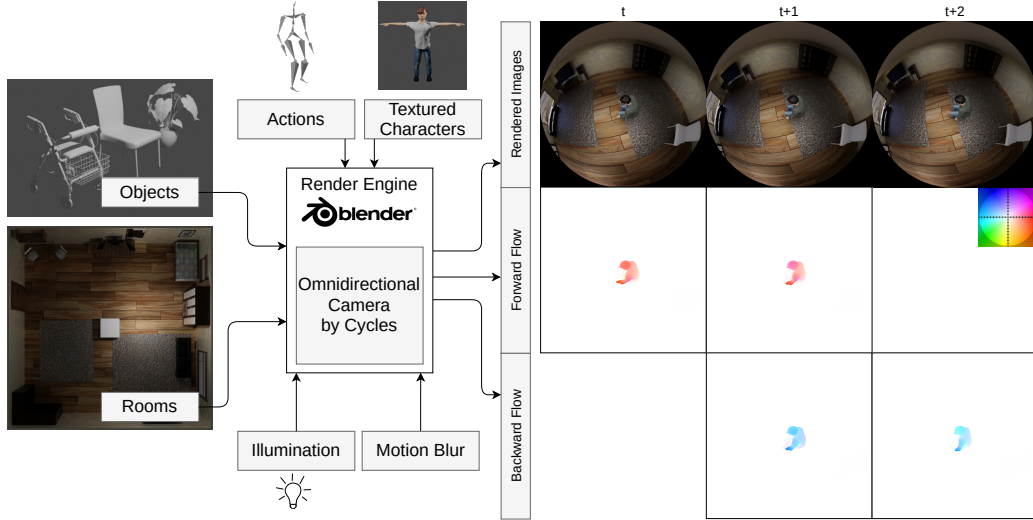 Actions
Textured
Characters
Objects
Rooms
Render Engine
blender
Omnidirectional
Camera
by Cycles
Illumination
Motion Blur
t
t+1
t+2
Rendered Images
Forward Flow
Backward Flow